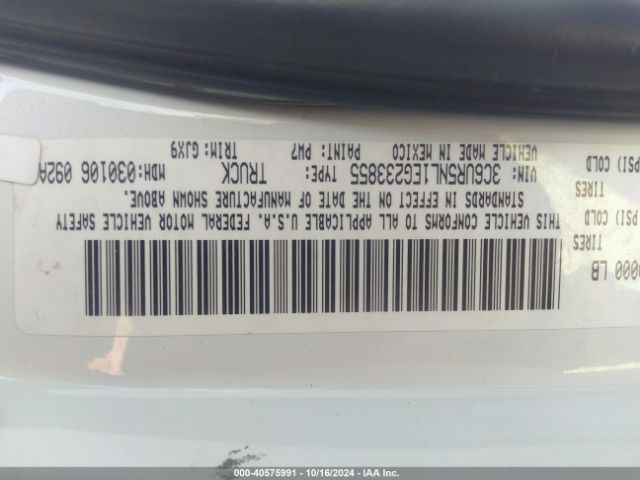 0000 LB
TIRES
PSI) COLD
TIRES
PSI) COLD
THIS VEHICLE CONFORMS TO ALL APPLICABLE U.S.A. FEDERAL MOTOR VEHICLE SAFETY
STANDARDS IN EFFECT ON THE DATE OF MANUFACTURE SHOWN ABOVE.
VIN: 3C6UR5NL1EG233855 TYPE: TRUCK MDH:030106 092A
VEHICLE MADE IN MEXICO PAINT: PW7 TRIM: GJX9
000-40575991 - 10/16/2024 - IAA Corp.